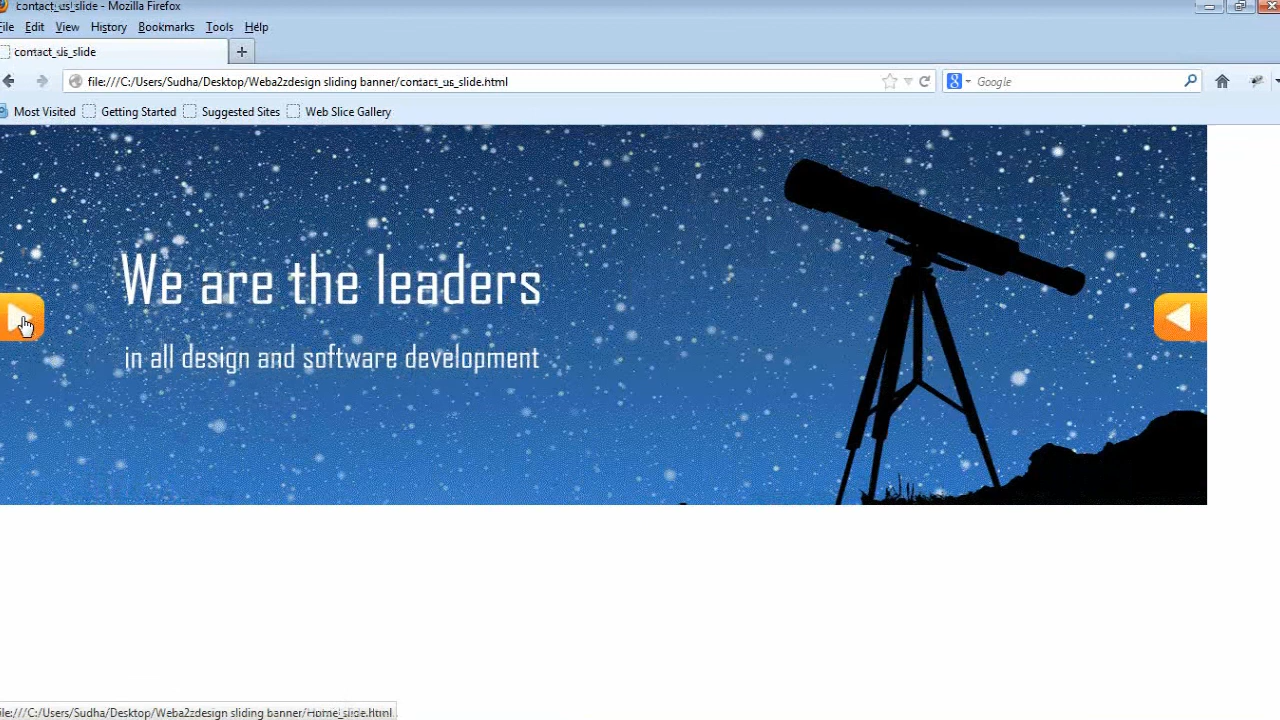 contact_us_slide - Mozilla Firefox
File Edit View History Bookmarks Tools Help
contact_us_slide
file:///C:/Users/Sudha/Desktop/Weba2zdesign sliding banner/contact_us_slide.html
Google
Most Visited Getting Started Suggested Sites Web Slice Gallery
We are the leaders
in all design and software development
file:///C:/Users/Sudha/Desktop/Weba2zdesign sliding banner/Home_slide.html